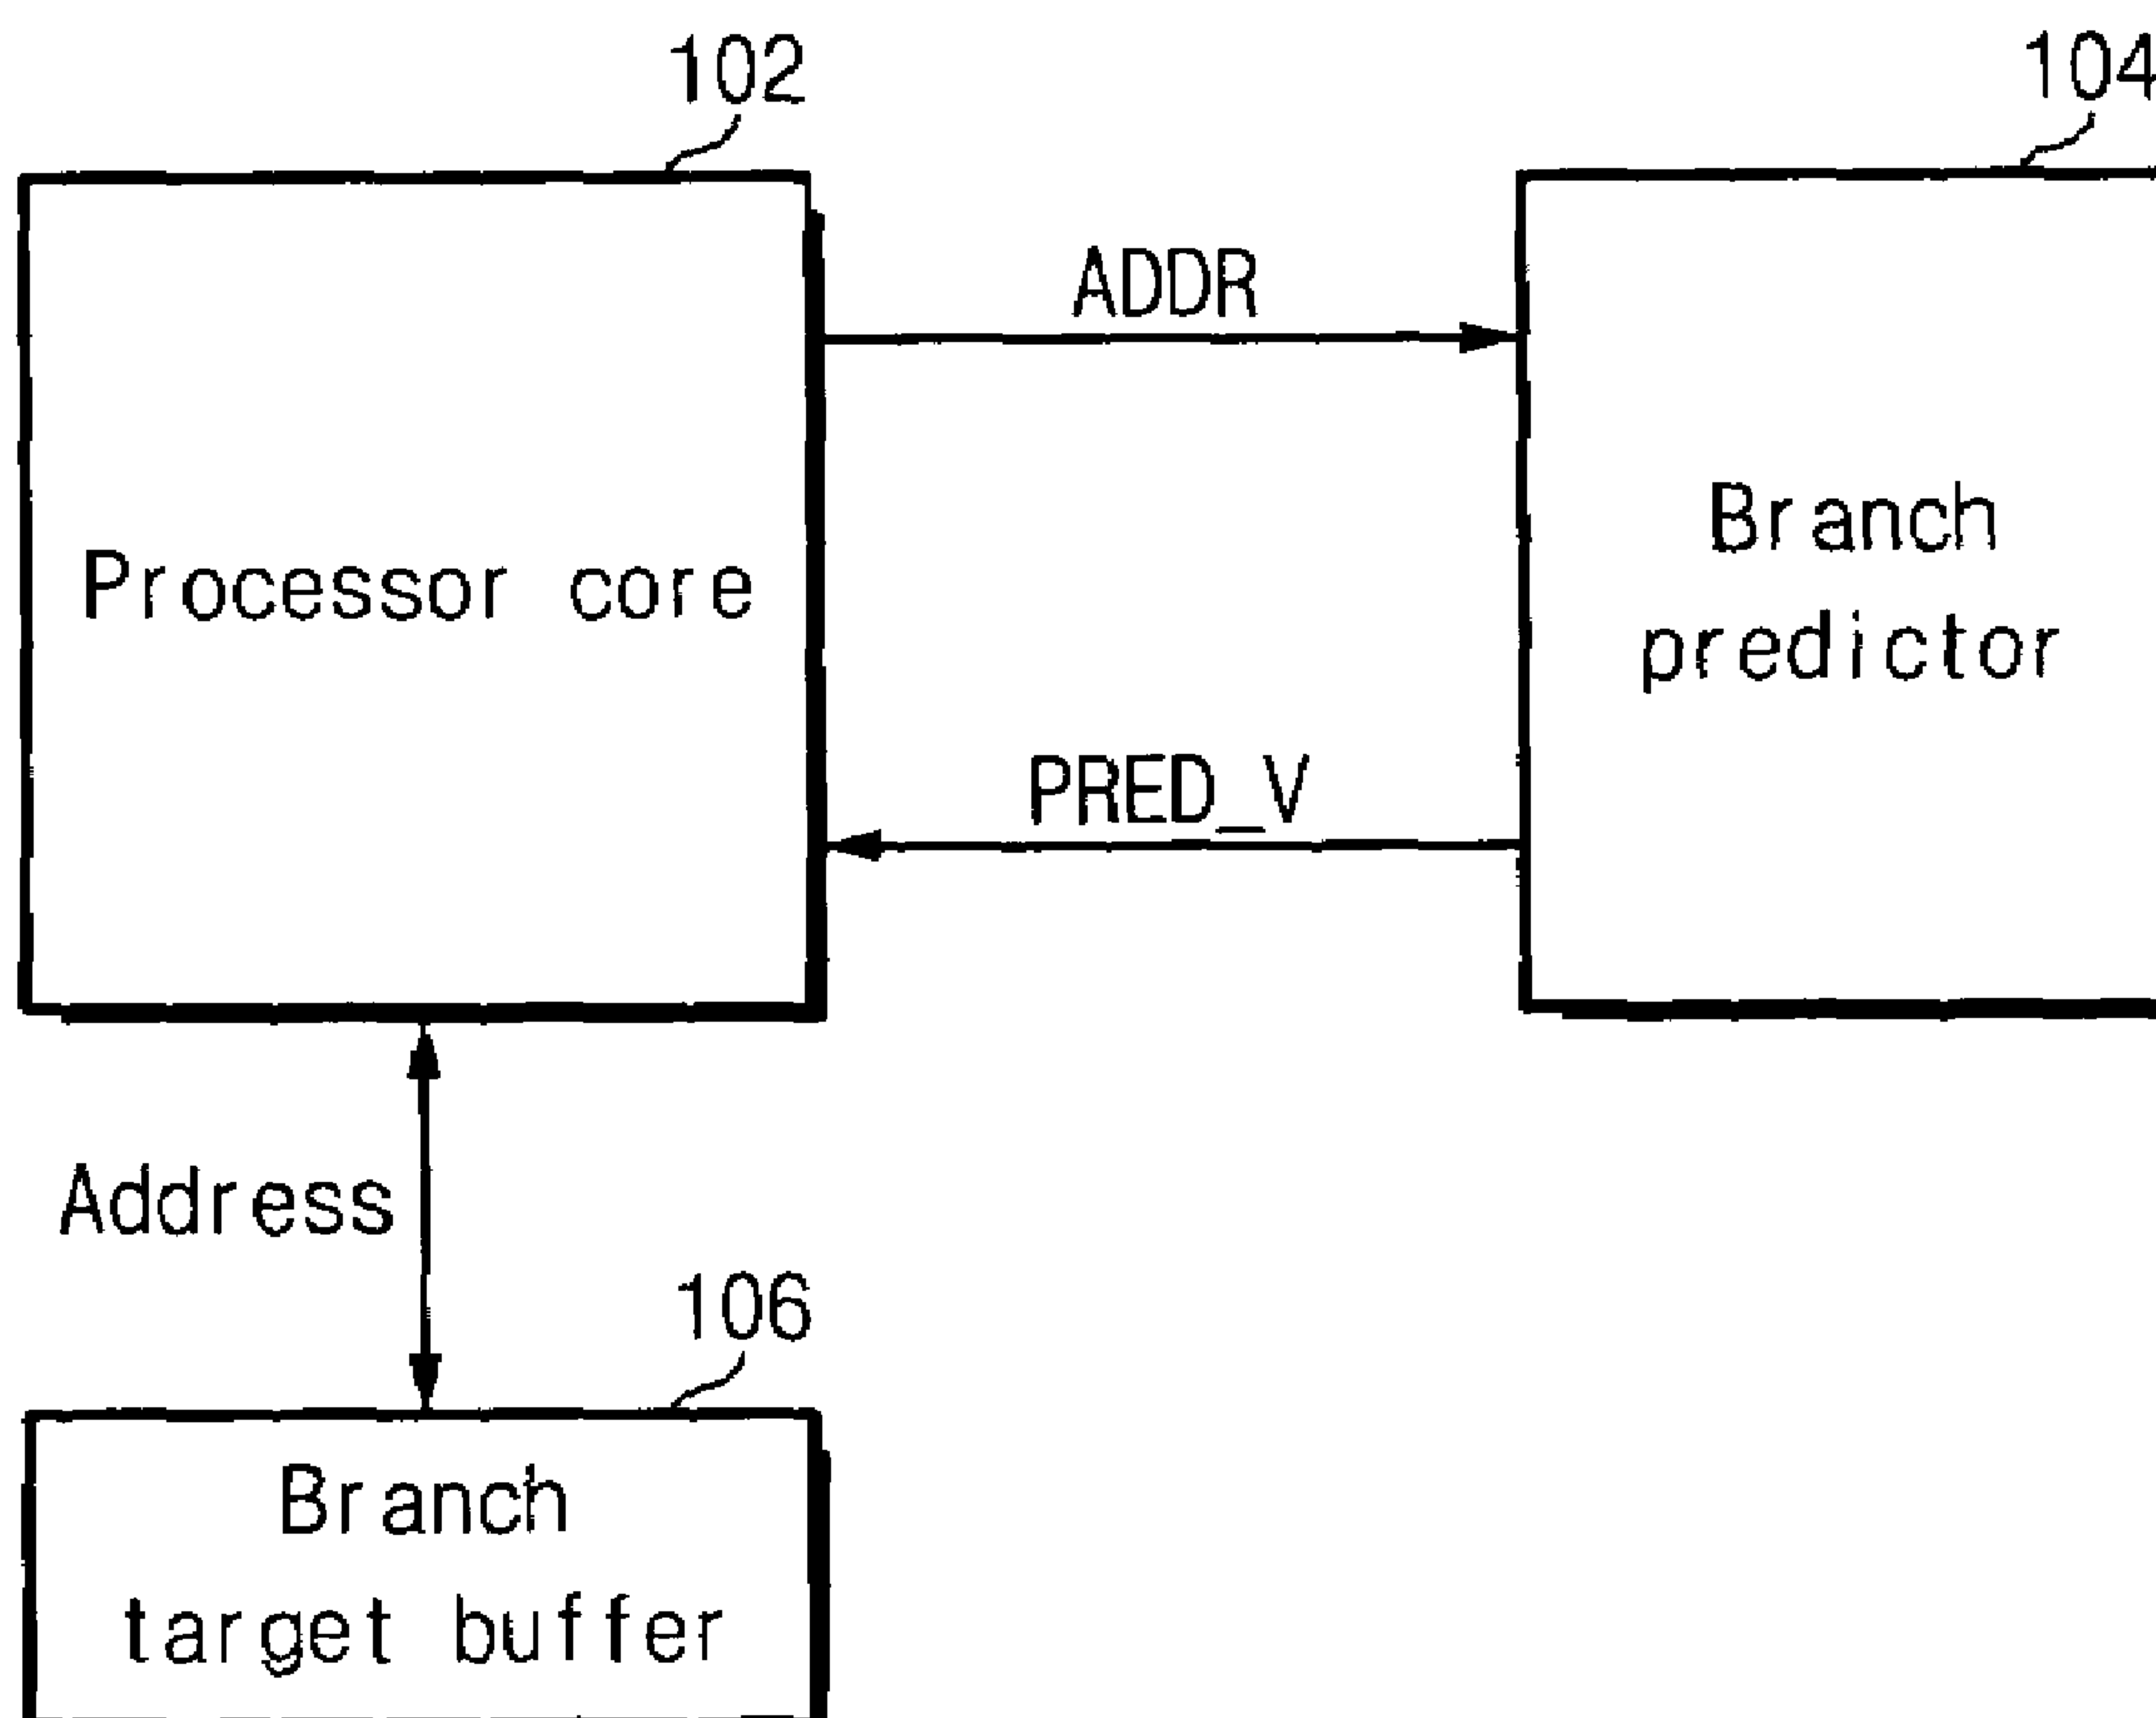 102
104
ADDR
Processor core
Branch
predictor
PRED_V
Address
106
Branch
target buffer